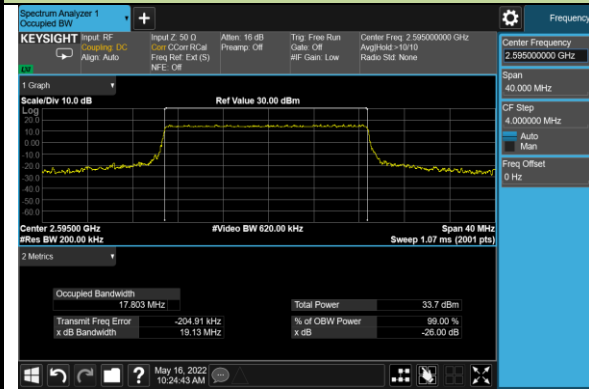 Spectrum Analyzer 1
Occupied BW
+
Frequency
KEYSIGHT
Input: RF
Coupling: DC
Align: Auto
Input Z: 50 Ω
Corr CCorr RCal
Freq Ref: Ext (S)
NFE: Off
Atten: 16 dB
Preamp: Off
Trig: Free Run
Gate: Off
#IF Gain: Low
Center Freq: 2.595000000 GHz
Avg|Hold:>10/10
Radio Std: None
Center Frequency
2.595000000 GHz
Span
40.000 MHz
CF Step
4.000000 MHz
Auto
Man
Freq Offset
0 Hz
1 Graph
Scale/Div 10.0 dB
Ref Value 30.00 dBm
Log
20.0
10.0
0.00
-10.0
-20.0
-30.0
-40.0
-50.0
-60.0
Center 2.59500 GHz
#Video BW 620.00 kHz
Span 40 MHz
#Res BW 200.00 kHz
Sweep 1.07 ms (2001 pts)
2 Metrics
Occupied Bandwidth
17.803 MHz
Total Power
33.7 dBm
Transmit Freq Error
-204.91 kHz
% of OBW Power
99.00 %
x dB Bandwidth
19.13 MHz
x dB
-26.00 dB
?
May 16, 2022
10:24:43 AM